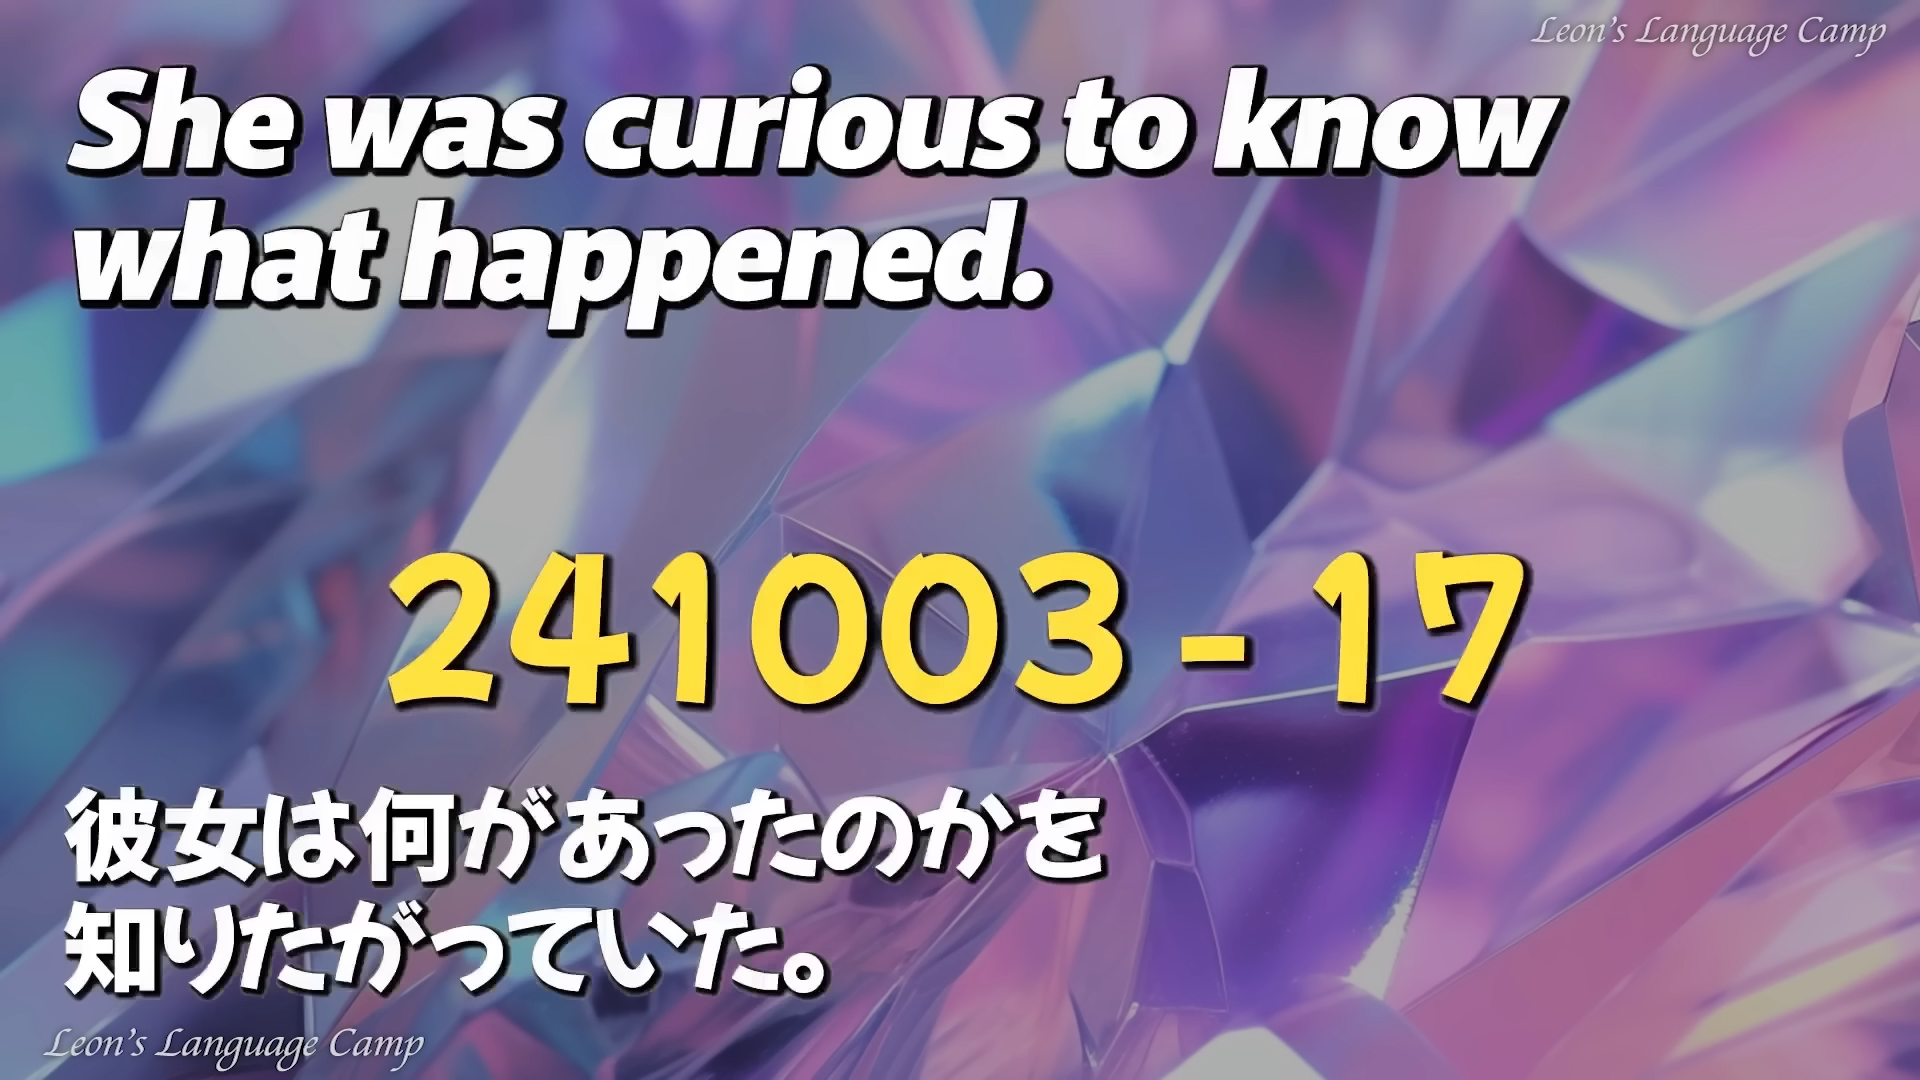 Leon's Language Camp
She was curious to know
what happened.
241003-17
彼女は何があったのかを
知りたがっていた。
Leon's Language Camp